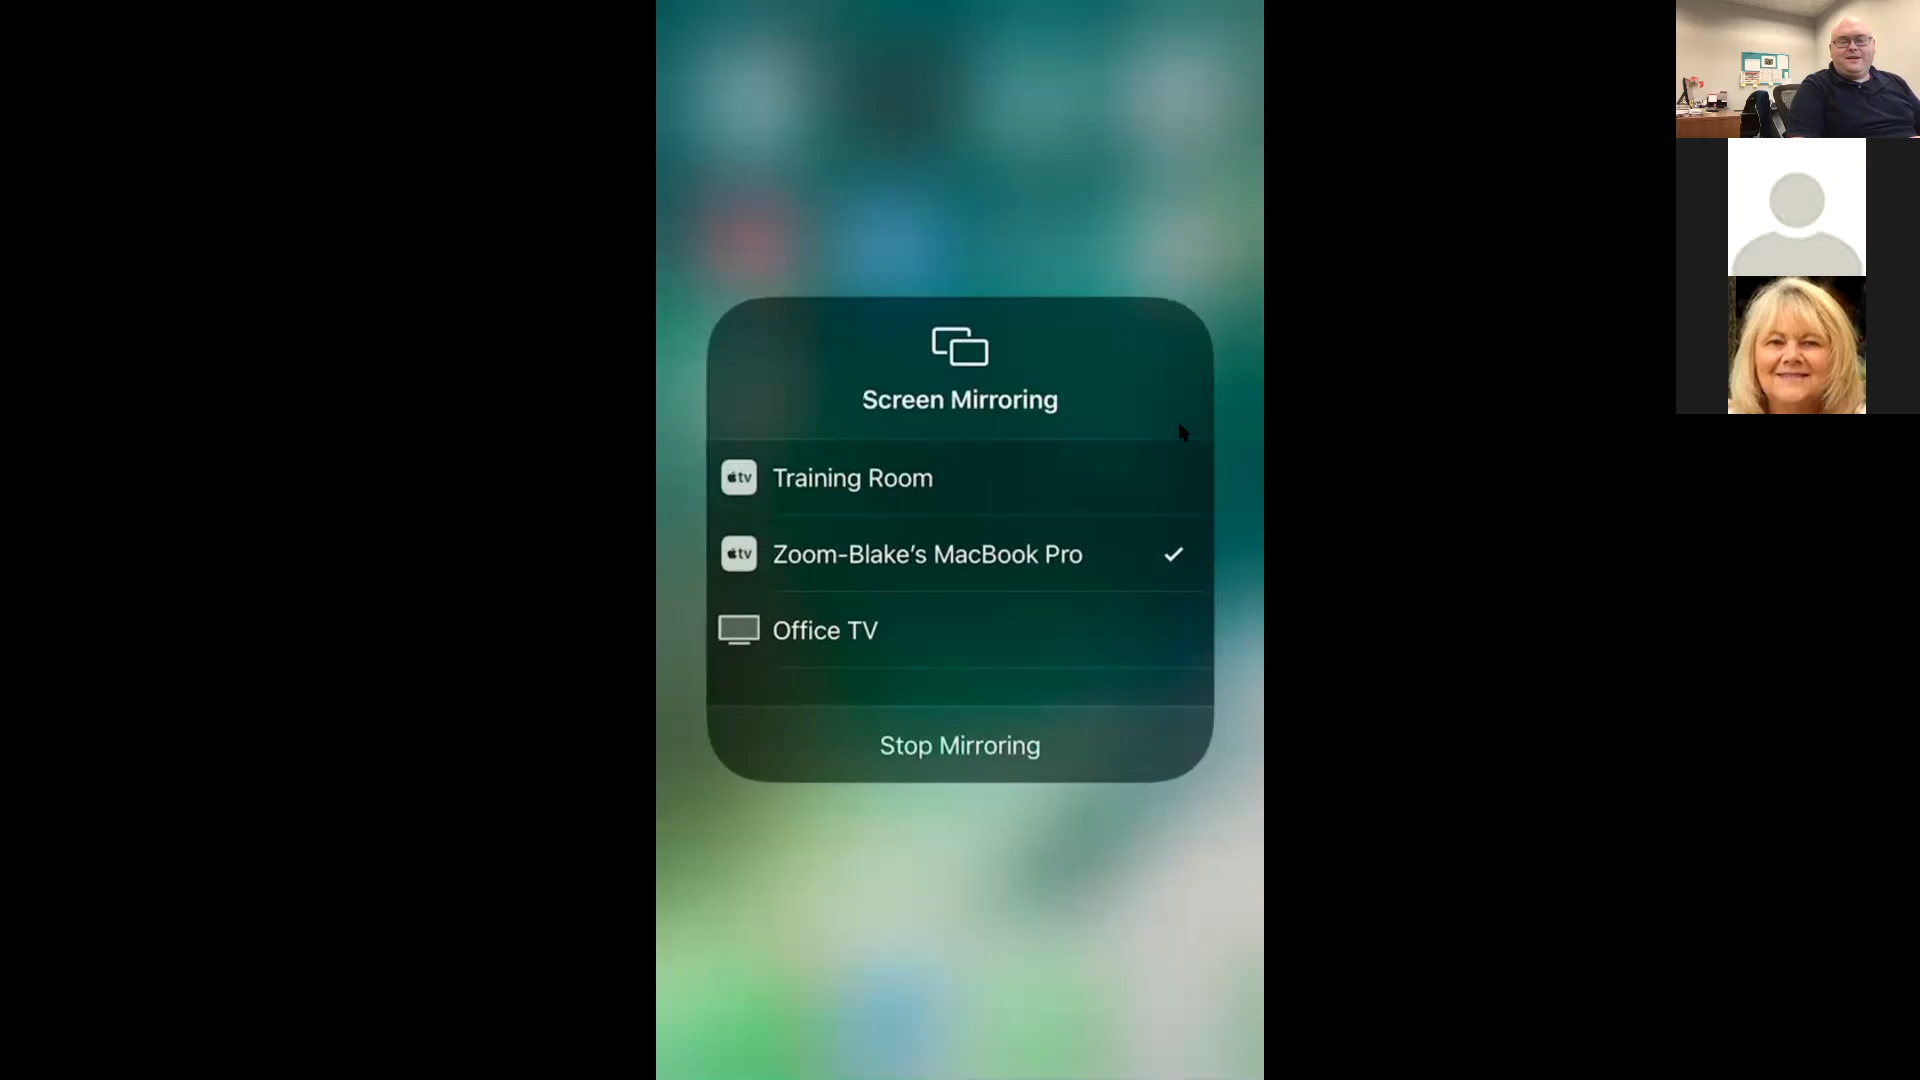 Screen Mirroring
tv Training Room
tv Zoom-Blake’s MacBook Pro
Office TV
Stop Mirroring